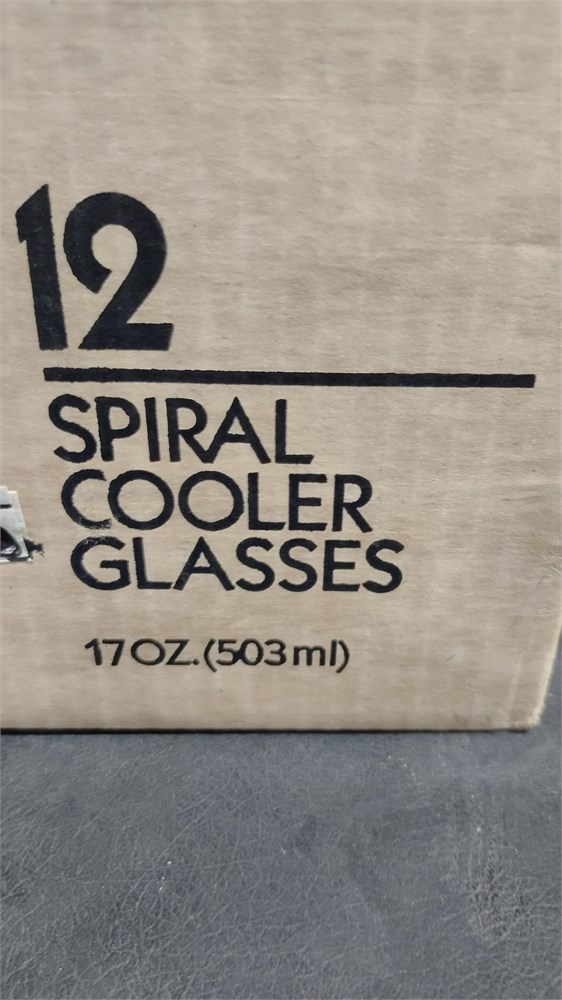 12
SPIRAL
COOLER
GLASSES
17 OZ. (503 ml)